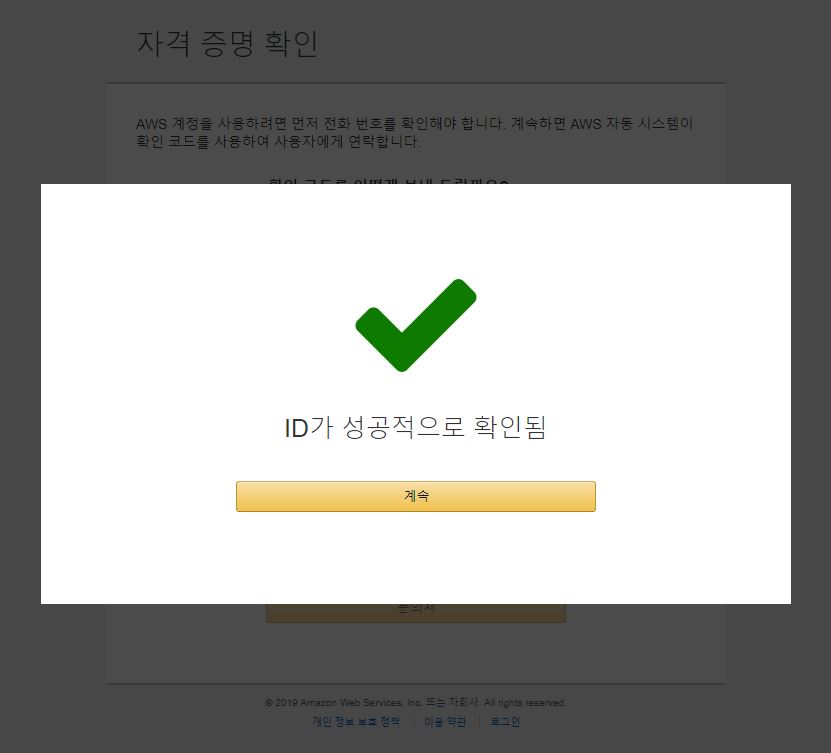 자격 증명 확인
AWS 계정을 사용하려면 먼저 전화 번호를 확인해야 합니다. 계속하면 AWS 자동 시스템이
확인 코드를 사용하여 사용자에게 연락합니다.
ID가 성공적으로 확인됨
계속
© 2019 Amazon Web Services, Inc. 또는 자회사. All rights reserved.
개인 정보 보호 정책 이용 약관 로그인